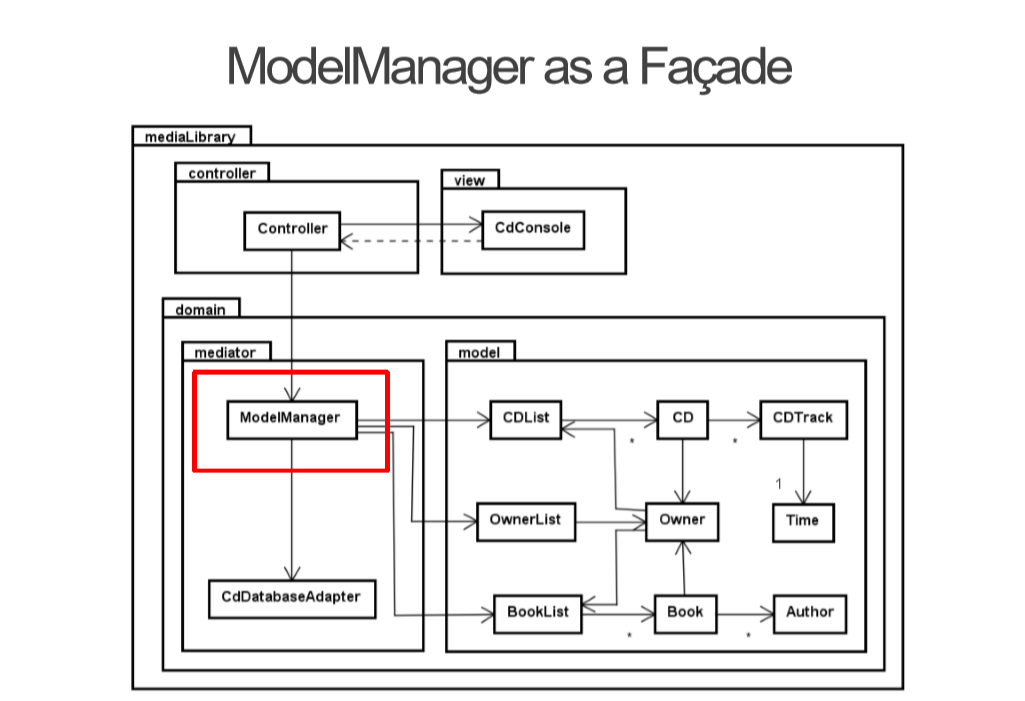 ModelManager as a Façade
mediaLibrary
controller
view
Controller
CdConsole
domain
mediator
model
ModelManager
CDList
CD
CDTrack
*
*
1
OwnerList
Owner
Time
CdDatabaseAdapter
BookList
Book
Author
*
*